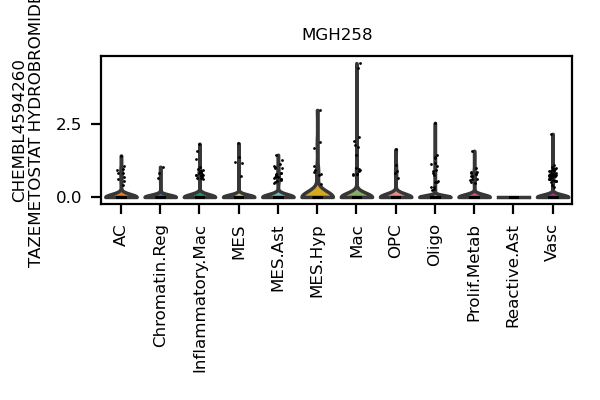 MGH258
CHEMBL4594260
TAZEMETOSTAT HYDROBROMIDE
2.5
0.0
AC
Chromatin.Reg
Inflammatory.Mac
MES
MES.Ast
MES.Hyp
Mac
OPC
Oligo
Prolif.Metab
Reactive.Ast
Vasc